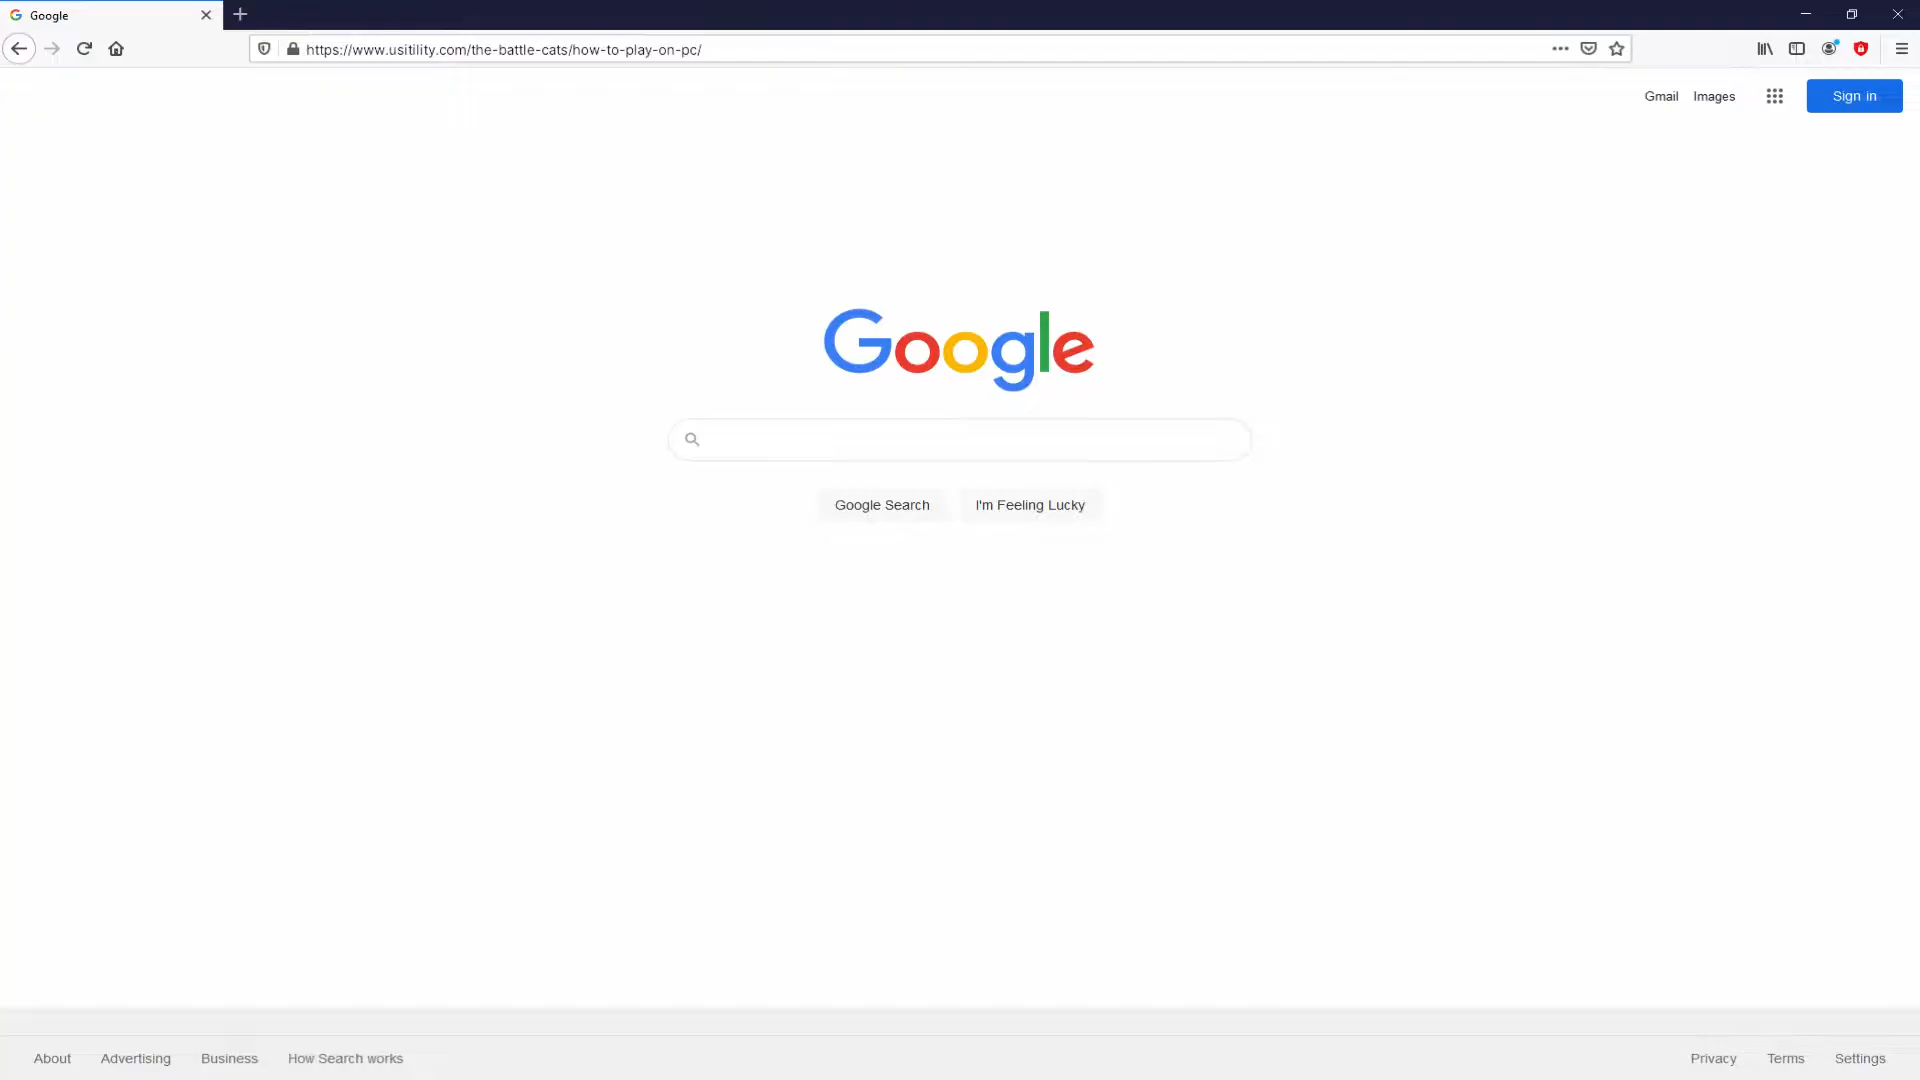 Google
https://www.usitility.com/the-battle-cats/how-to-play-on-pc/
Gmail Images Sign in
Google
Google Search I'm Feeling Lucky
About Advertising Business How Search works Privacy Terms Settings